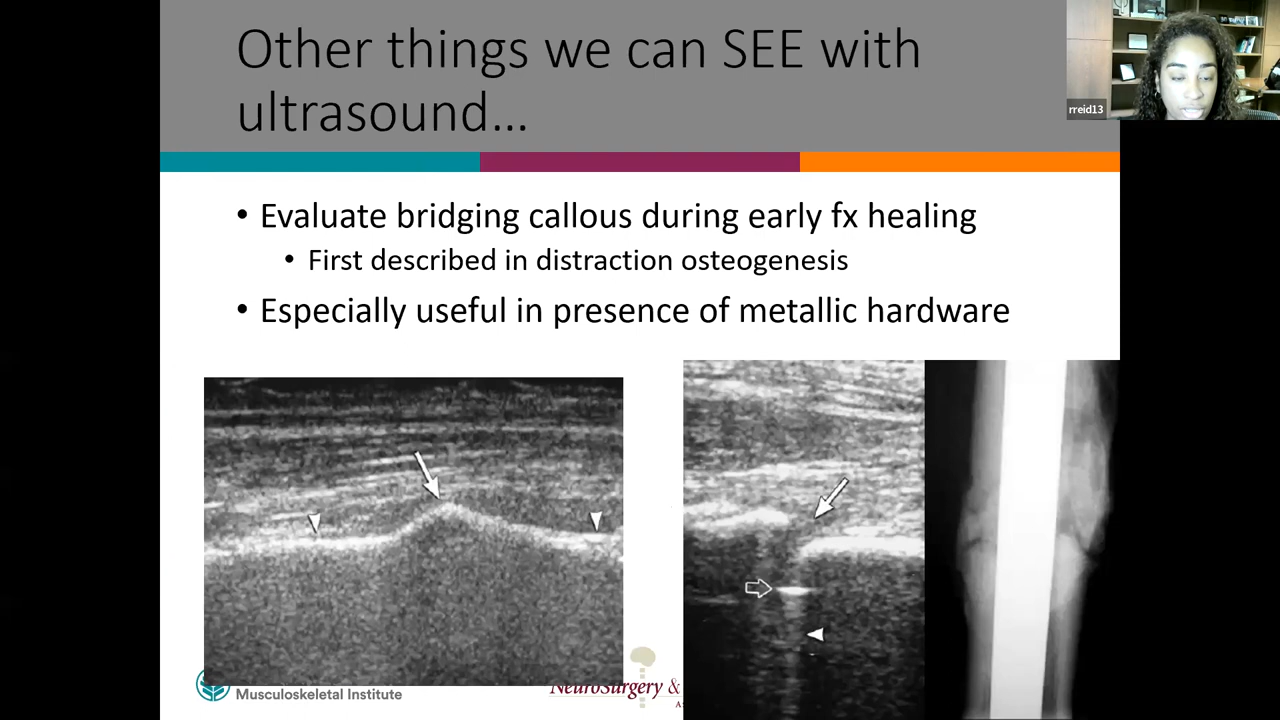 Other things we can SEE with
ultrasound…
rreid13
• Evaluate bridging callous during early fx healing
• First described in distraction osteogenesis
• Especially useful in presence of metallic hardware
Musculoskeletal Institute
NeuroSurgery &